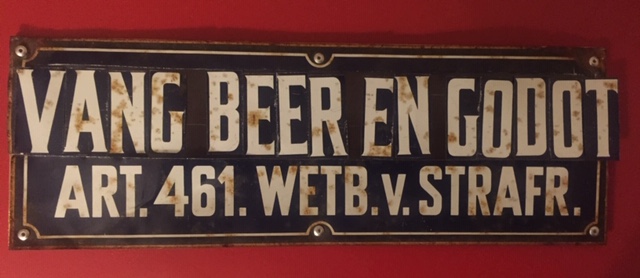 VANG BEER EN GODOT
ART. 461. WETB. v. STRAFR.